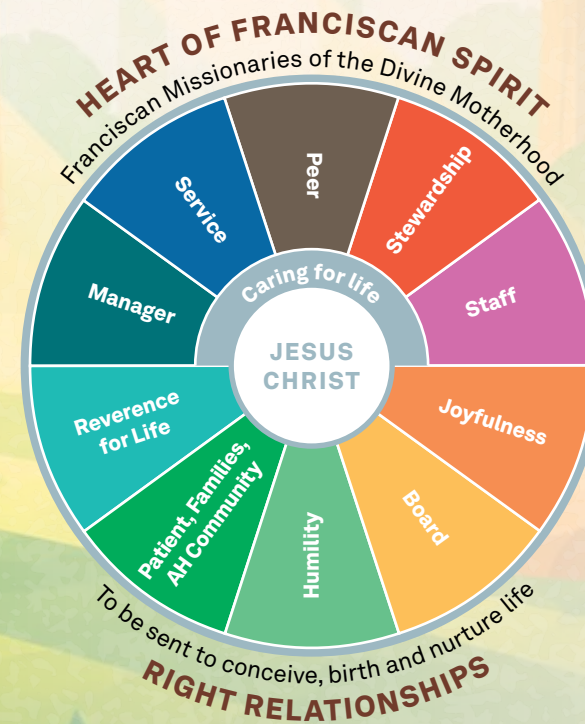 HEART OF FRANCISCAN SPIRIT
Franciscan Missionaries of the Divine Motherhood
Peer
Stewardship
Staff
Joyfulness
Board
Humility
Patient, Families,
AH Community
Reverence
for Life
Manager
Service
Caring for life
JESUS
CHRIST
To be sent to conceive, birth and nurture life
RIGHT RELATIONSHIPS